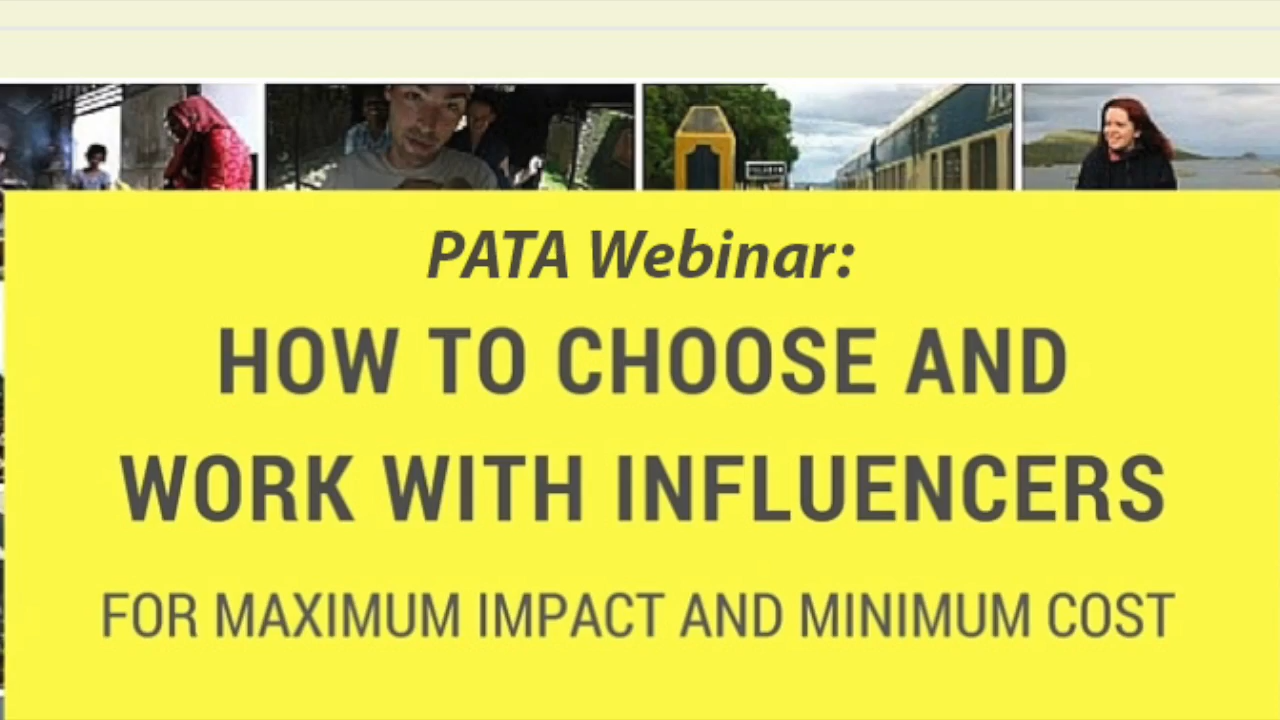 PATA Webinar:
HOW TO CHOOSE AND
WORK WITH INFLUENCERS
FOR MAXIMUM IMPACT AND MINIMUM COST